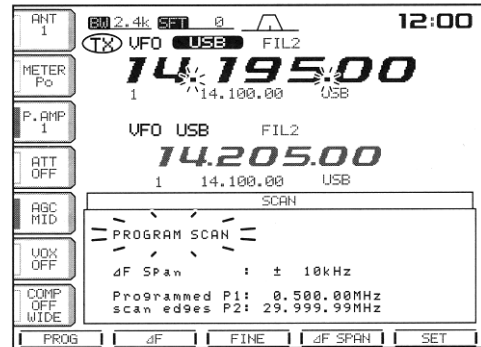 ANT
1
BW 2.4k SFT 0
12:00
TX VFO USB FIL2
METER
Po
14.195.00
1 14.100.00 USB
P.AMP
1
VFO USB FIL2
14.205.00
ATT
OFF
1 14.100.00 USB
AGC
MID
SCAN
PROGRAM SCAN
VOX
OFF
⊿F SPan : ± 10kHz
COMP
OFF
WIDE
Programmed P1: 0.500.00MHz
scan edges P2: 29.999.99MHz
PROG ⊿F FINE ⊿F SPAN SET